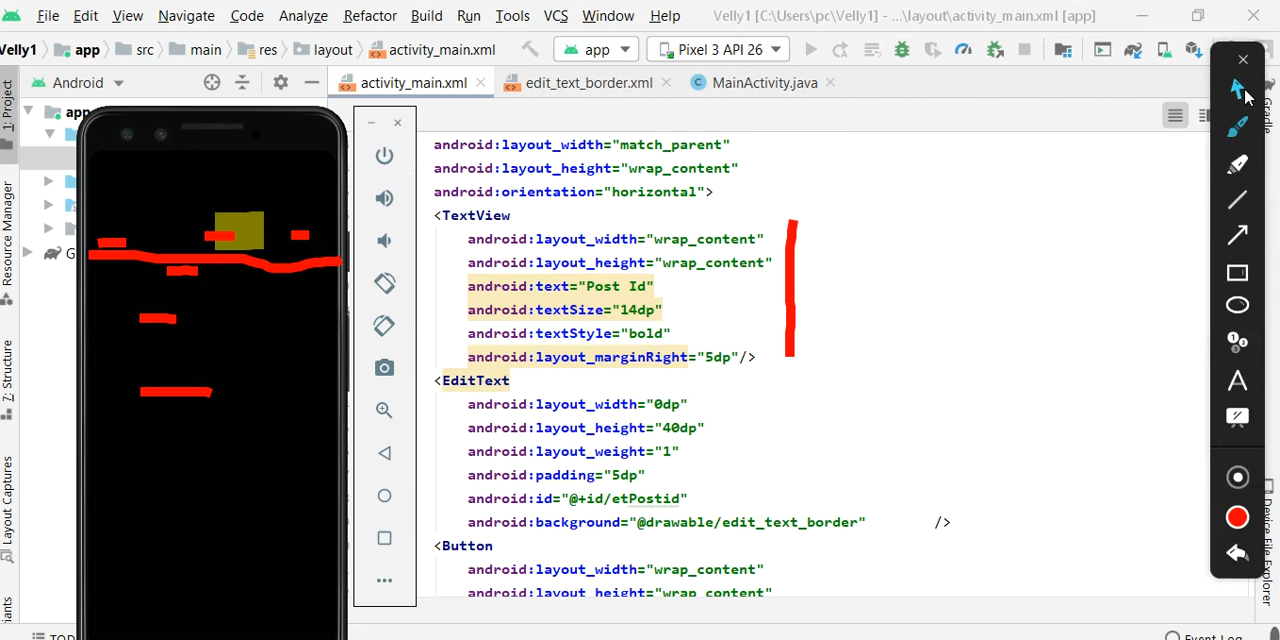 File Edit View Navigate Code Analyze Refactor Build Run Tools VCS Window Help Velly1 [C:\Users\pc\Velly1] - ...\layout\activity_main.xml [app]
Velly1 app src main res layout activity_main.xml app Pixel 3 API 26
Android activity_main.xml edit_text_border.xml MainActivity.java
1: Project
Resource Manager
7: Structure
Layout Captures
app
G
android:layout_width="match_parent"
android:layout_height="wrap_content"
android:orientation="horizontal">
<TextView
android:layout_width="wrap_content"
android:layout_height="wrap_content"
android:text="Post Id"
android:textSize="14dp"
android:textStyle="bold"
android:layout_marginRight="5dp"/>
<EditText
android:layout_width="0dp"
android:layout_height="40dp"
android:layout_weight="1"
android:padding="5dp"
android:id="@+id/etPostid"
android:background="@drawable/edit_text_border" />
<Button
android:layout_width="wrap_content"
android:layout_height="wrap_content"
Gradle
Device File Explorer
Event Log